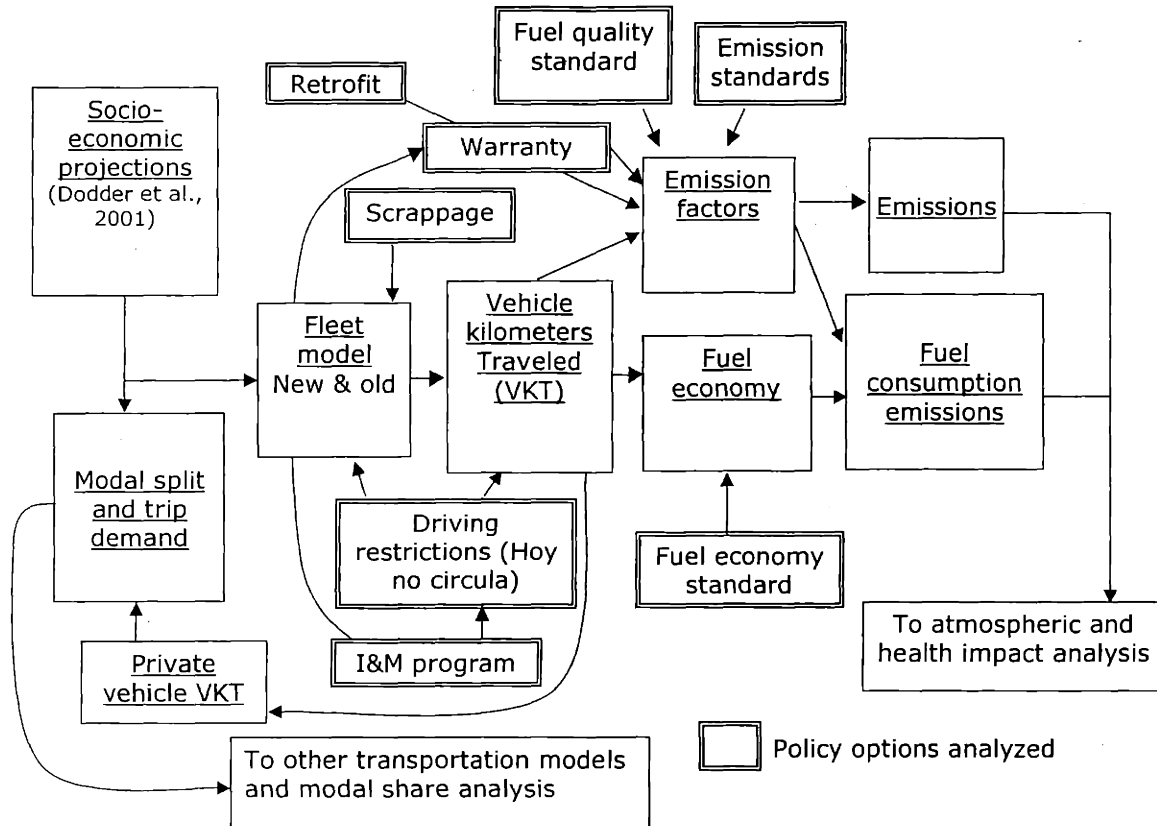 Fuel quality
standard
Emission
standards
Retrofit
Socio-
economic
projections
(Dodder et al.,
2001)
Warranty
Emission
factors
Emissions
Scrappage
Fleet
model
New & old
Vehicle
kilometers
Traveled
(VKT)
Fuel
economy
Fuel
consumption
emissions
Modal split
and trip
demand
Driving
restrictions (Hoy
no circula)
Fuel economy
standard
To atmospheric and
health impact analysis
I&M program
Private
vehicle VKT
Policy options analyzed
To other transportation models
and modal share analysis